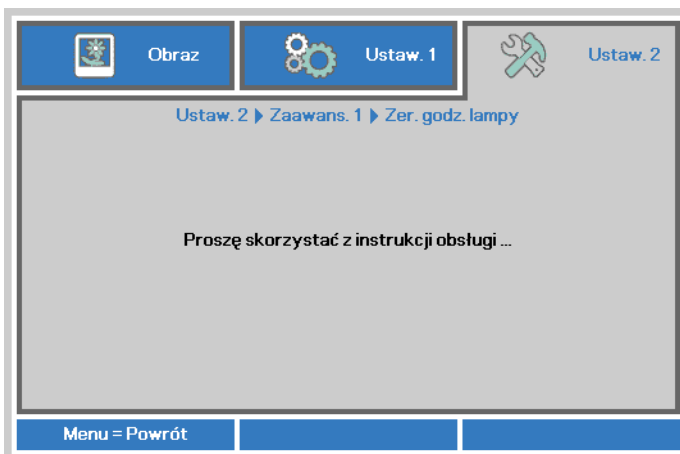 Obraz
Ustaw. 1
Ustaw. 2
Ustaw. 2 Zaawans. 1 Zer. godz. lampy
Proszę skorzystać z instrukcji obsługi ...
Menu = Powrót